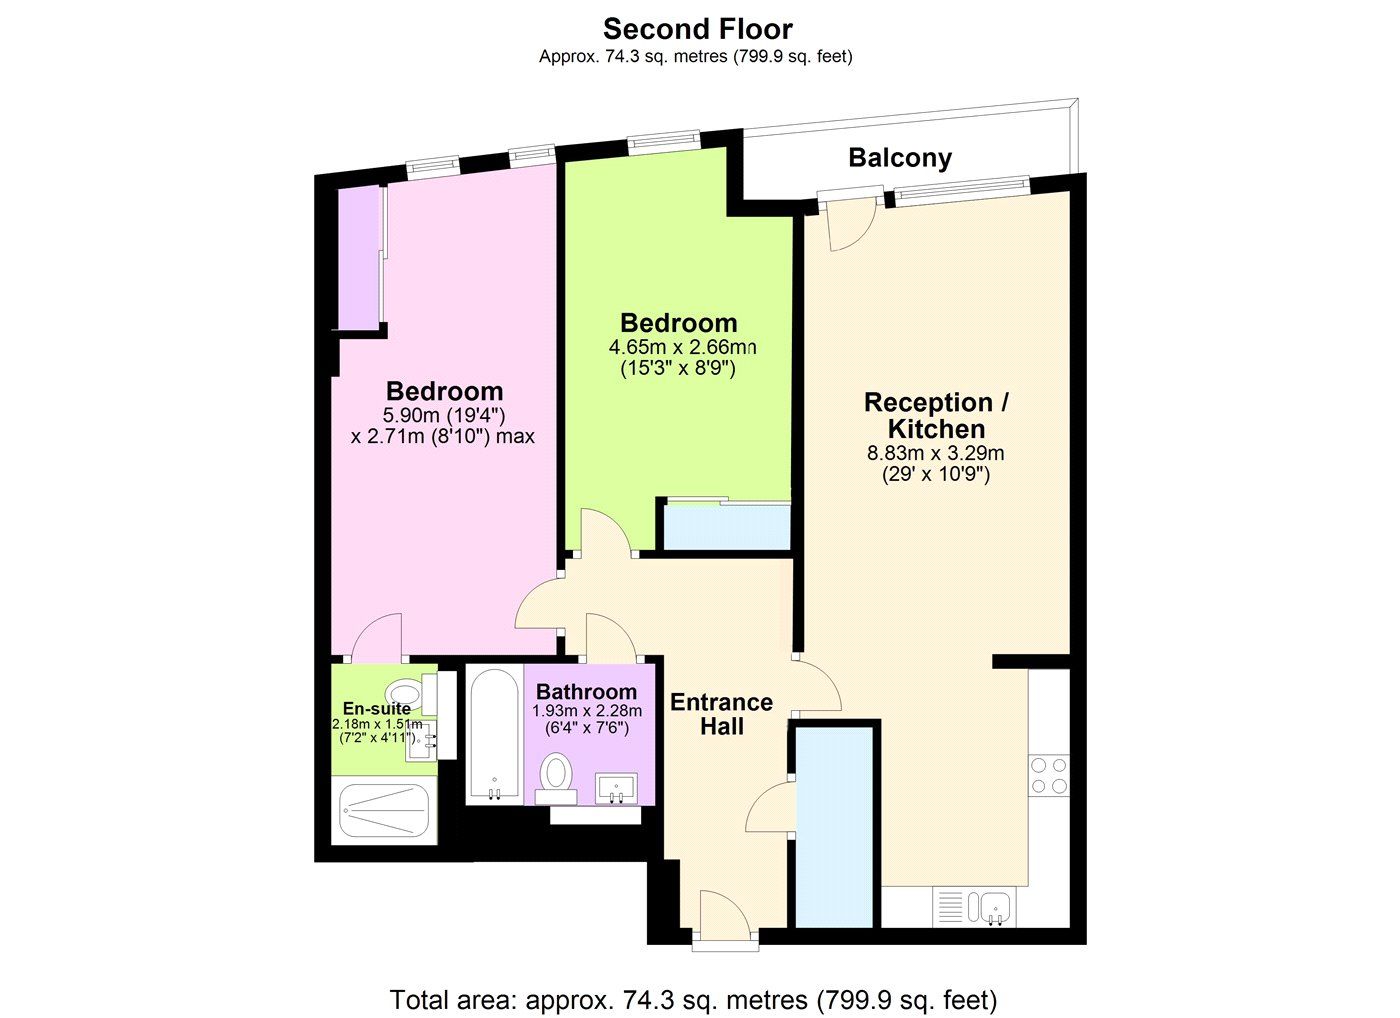 Second Floor
Approx. 74.3 sq. metres (799.9 sq. feet)
Balcony
Bedroom
4.65m x 2.66mn
(15'3" x 8'9")
Bedroom
5.90m (19'4")
x 2.71m (8'10") max
Reception /
Kitchen
8.83m x 3.29m
(29' x 10'9")
En-suite
2.18m x 1.51m
(7'2" x 4'11")
Bathroom
1.93m x 2.28m
(6'4" x 7'6")
Entrance
Hall
Total area: approx. 74.3 sq. metres (799.9 sq. feet)